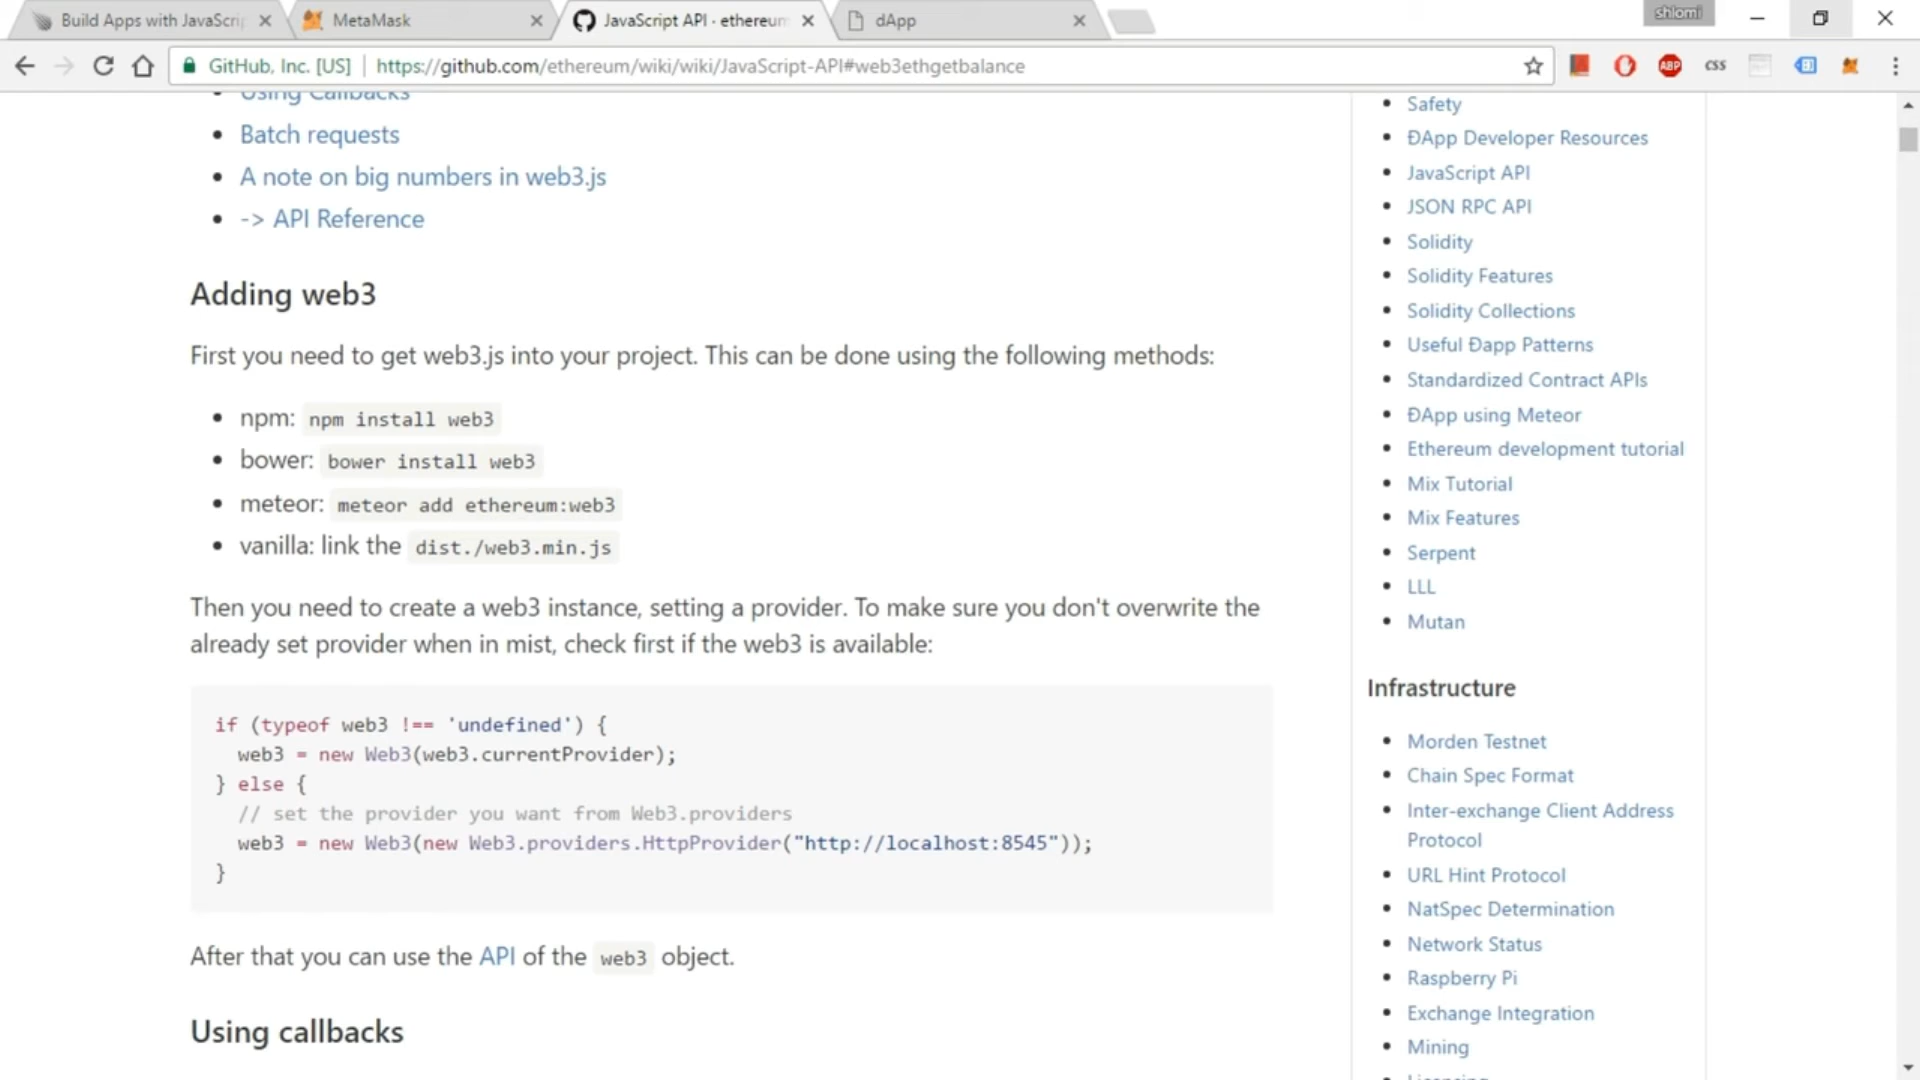 Build Apps with JavaScri
MetaMask
JavaScript API · ethereum
dApp
shlomi
GitHub, Inc. [US]
https://github.com/ethereum/wiki/wiki/JavaScript-API#web3ethgetbalance
ABP
css
Using Callbacks
Batch requests
A note on big numbers in web3.js
-> API Reference
Adding web3
First you need to get web3.js into your project. This can be done using the following methods:
npm: npm install web3
bower: bower install web3
meteor: meteor add ethereum:web3
vanilla: link the dist./web3.min.js
Then you need to create a web3 instance, setting a provider. To make sure you don't overwrite the
already set provider when in mist, check first if the web3 is available:
if (typeof web3 !== 'undefined') {
web3 = new Web3(web3.currentProvider);
} else {
// set the provider you want from Web3.providers
web3 = new Web3(new Web3.providers.HttpProvider("http://localhost:8545"));
}
After that you can use the API of the web3 object.
Using callbacks
Safety
ÐApp Developer Resources
JavaScript API
JSON RPC API
Solidity
Solidity Features
Solidity Collections
Useful Ðapp Patterns
Standardized Contract APIs
ÐApp using Meteor
Ethereum development tutorial
Mix Tutorial
Mix Features
Serpent
LLL
Mutan
Infrastructure
Morden Testnet
Chain Spec Format
Inter-exchange Client Address
Protocol
URL Hint Protocol
NatSpec Determination
Network Status
Raspberry Pi
Exchange Integration
Mining
Licensing